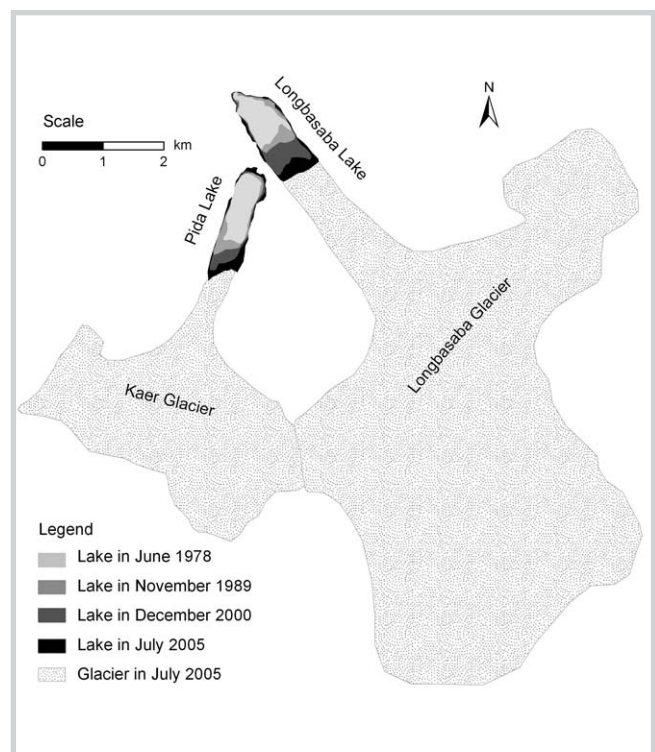 N
Longbasaba Lake
Scale
km
0 1 2
Pida Lake
Longbasaba Glacier
Kaer Glacier
Legend
Lake in June 1978
Lake in November 1989
Lake in December 2000
Lake in July 2005
Glacier in July 2005